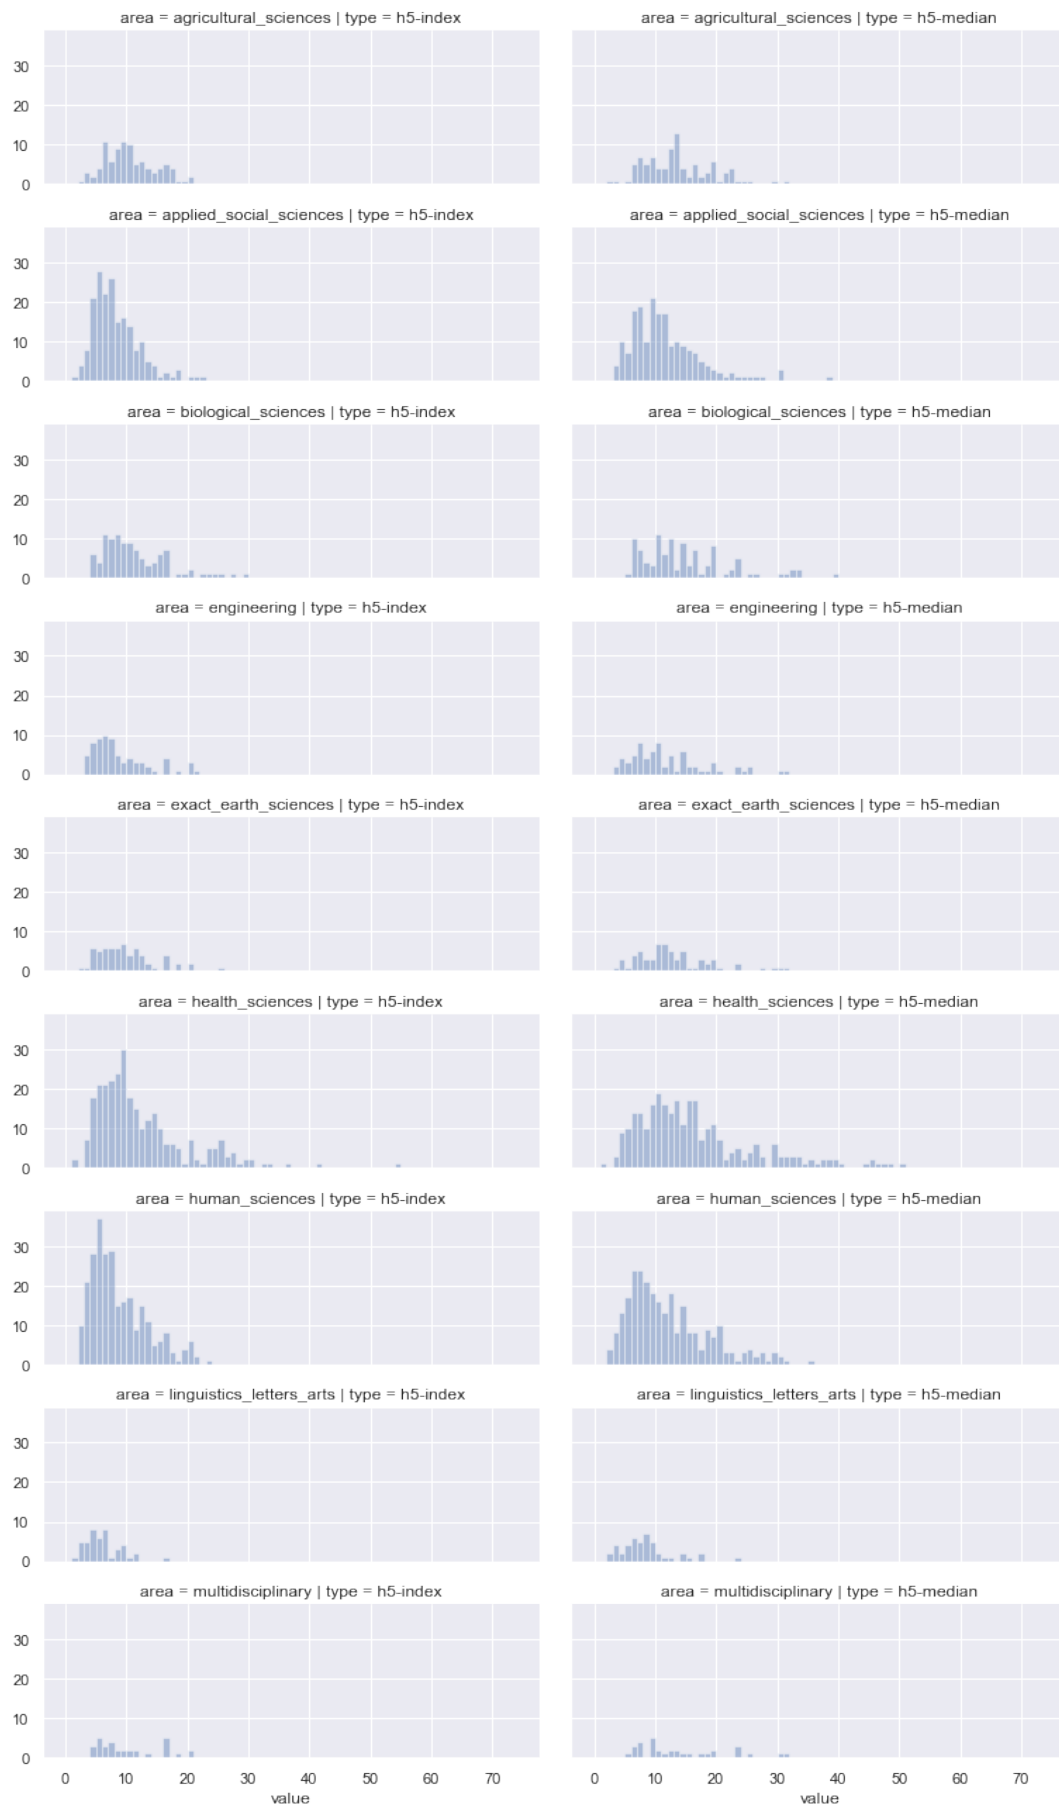 area = agricultural_sciences | type = h5-index
area = agricultural_sciences | type = h5-median
30
20
10
0
area = applied_social_sciences | type = h5-index
area = applied_social_sciences | type = h5-median
30
20
10
0
area = biological_sciences | type = h5-index
area = biological_sciences | type = h5-median
30
20
10
0
area = engineering | type = h5-index
area = engineering | type = h5-median
30
20
10
0
area = exact_earth_sciences | type = h5-index
area = exact_earth_sciences | type = h5-median
30
20
10
0
area = health_sciences | type = h5-index
area = health_sciences | type = h5-median
30
20
10
0
area = human_sciences | type = h5-index
area = human_sciences | type = h5-median
30
20
10
0
area = linguistics_letters_arts | type = h5-index
area = linguistics_letters_arts | type = h5-median
30
20
10
0
area = multidisciplinary | type = h5-index
area = multidisciplinary | type = h5-median
30
20
10
0
0 10 20 30 40 50 60 70
value
0 10 20 30 40 50 60 70
value